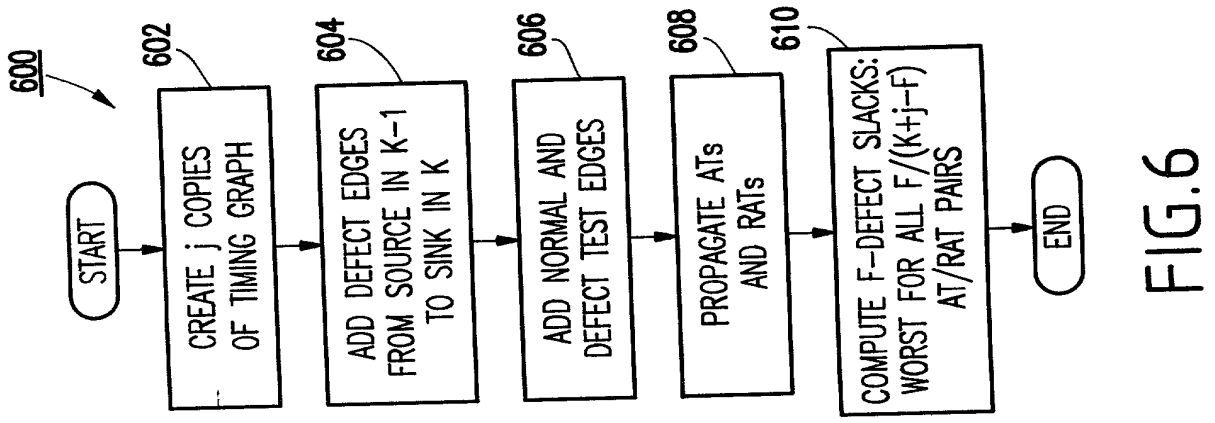 600
START
602
CREATE j COPIES
OF TIMING GRAPH
604
ADD DEFECT EDGES
FROM SOURCE IN K-1
TO SINK IN K
606
ADD NORMAL AND
DEFECT TEST EDGES
608
PROPAGATE ATs
AND RATs
610
COMPUTE F-DEFECT SLACKS:
WORST FOR ALL F/(K+j-F)
AT/RAT PAIRS
END
FIG.6